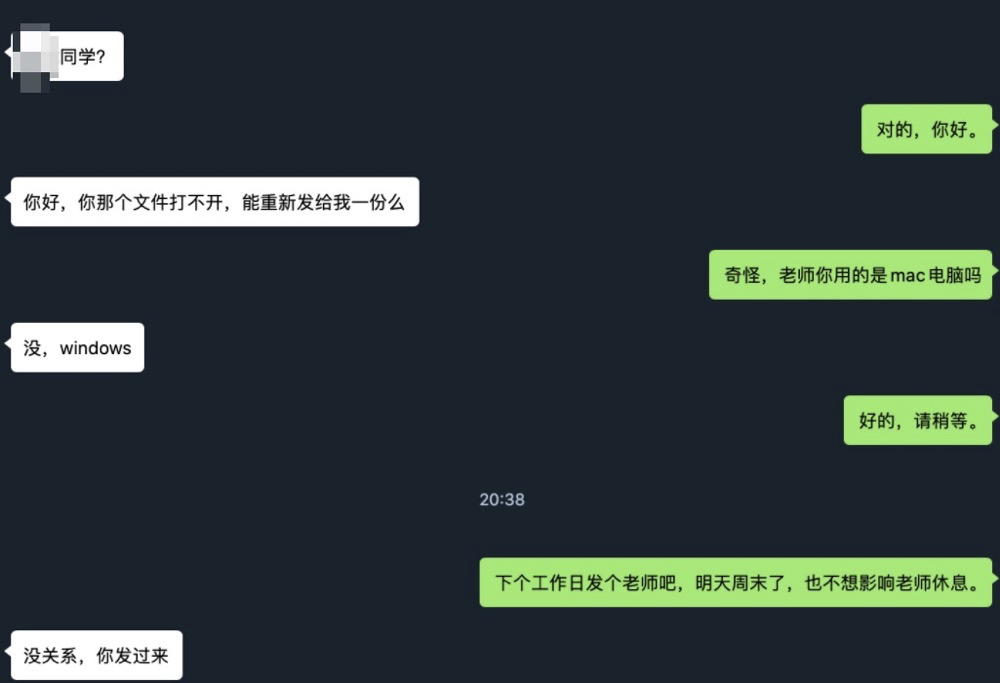 同学？
对的，你好。
你好，你那个文件打不开，能重新发给我一份么
奇怪，老师你用的是mac电脑吗
没，windows
好的，请稍等。
20:38
下个工作日发个老师吧，明天周末了，也不想影响老师休息。
没关系，你发过来